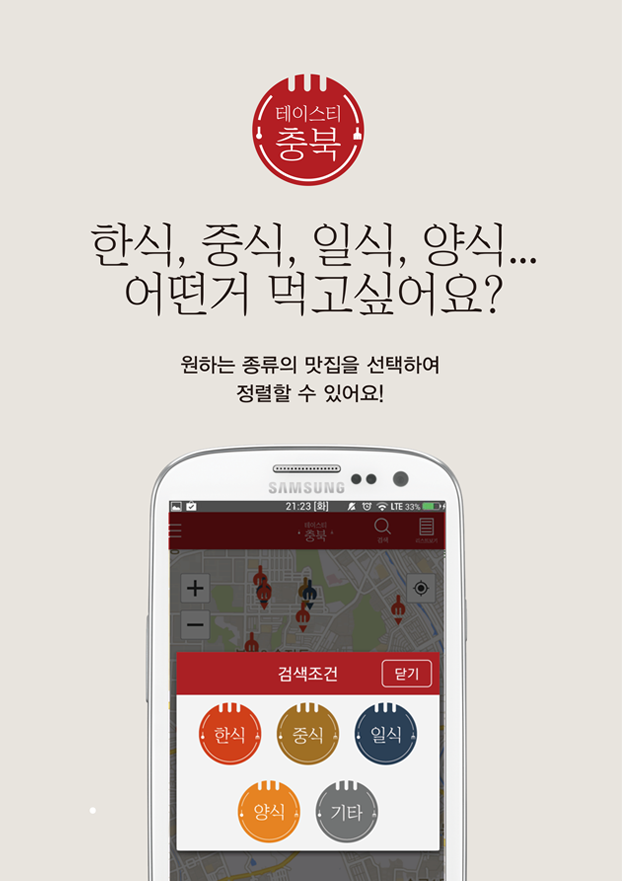 테이스티
충북
한식, 중식, 일식, 양식...
어떤거 먹고싶어요?
원하는 종류의 맛집을 선택하여
정렬할 수 있어요!
SAMSUNG
21:23 [화] LTE 33%
테이스티
충북
검색
리스트보기
+
−
검색조건 닫기
한식 중식 일식
양식 기타